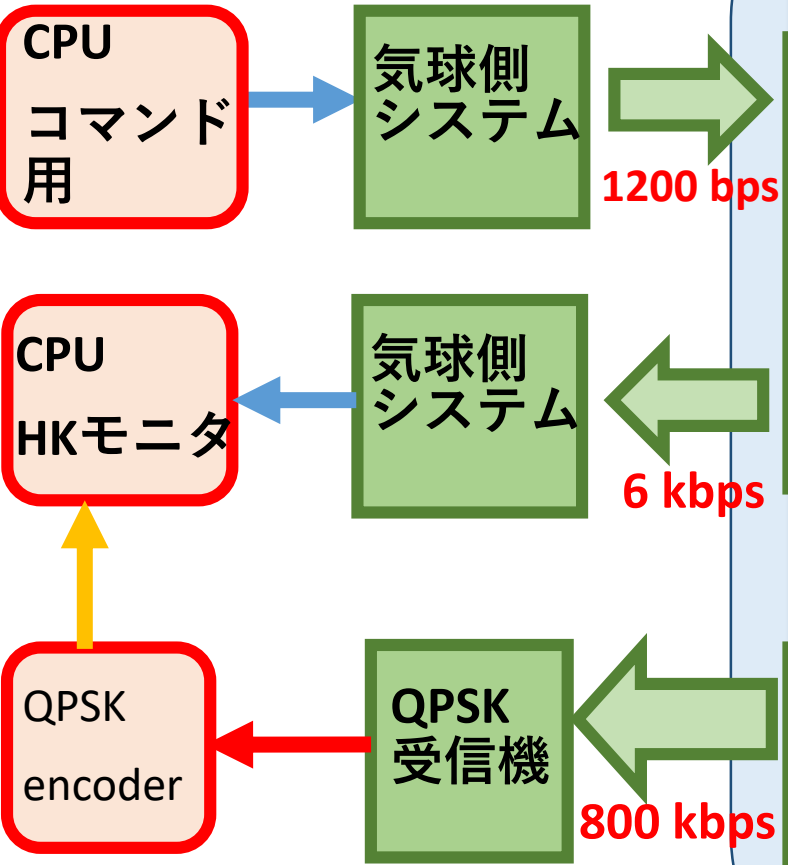 CPU
コマンド
用
気球側
システム
1200 bps
CPU
HKモニタ
気球側
システム
6 kbps
QPSK
encoder
QPSK
受信機
800 kbps